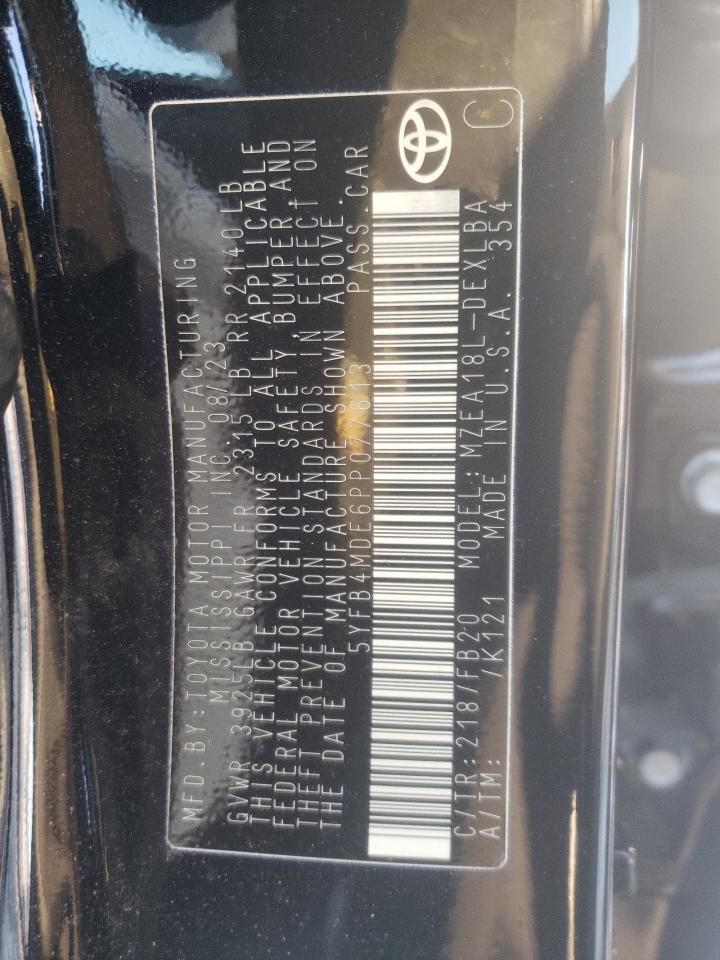 MFD.BY:TOYOTA MOTOR MANUFACTURING
MISSISSIPPI INC. 08/23
GVWR 3925LB GAWR FR 2315 LB RR 2140LB
THIS VEHICLE CONFORMS TO ALL APPLICABLE
FEDERAL MOTOR VEHICLE SAFETY BUMPER,AND
THEFT PREVENTION STANDARDS IN EFFECT ON
THE DATE OF MANUFACTURE SHOWN ABOVE.
5YFB4MDE6PP077613 PASS.CAR
C/TR:218/FB20 MODEL:MZEA18L-DEXLBA
A/TM: /K121 MADE IN U.S.A. 354
C